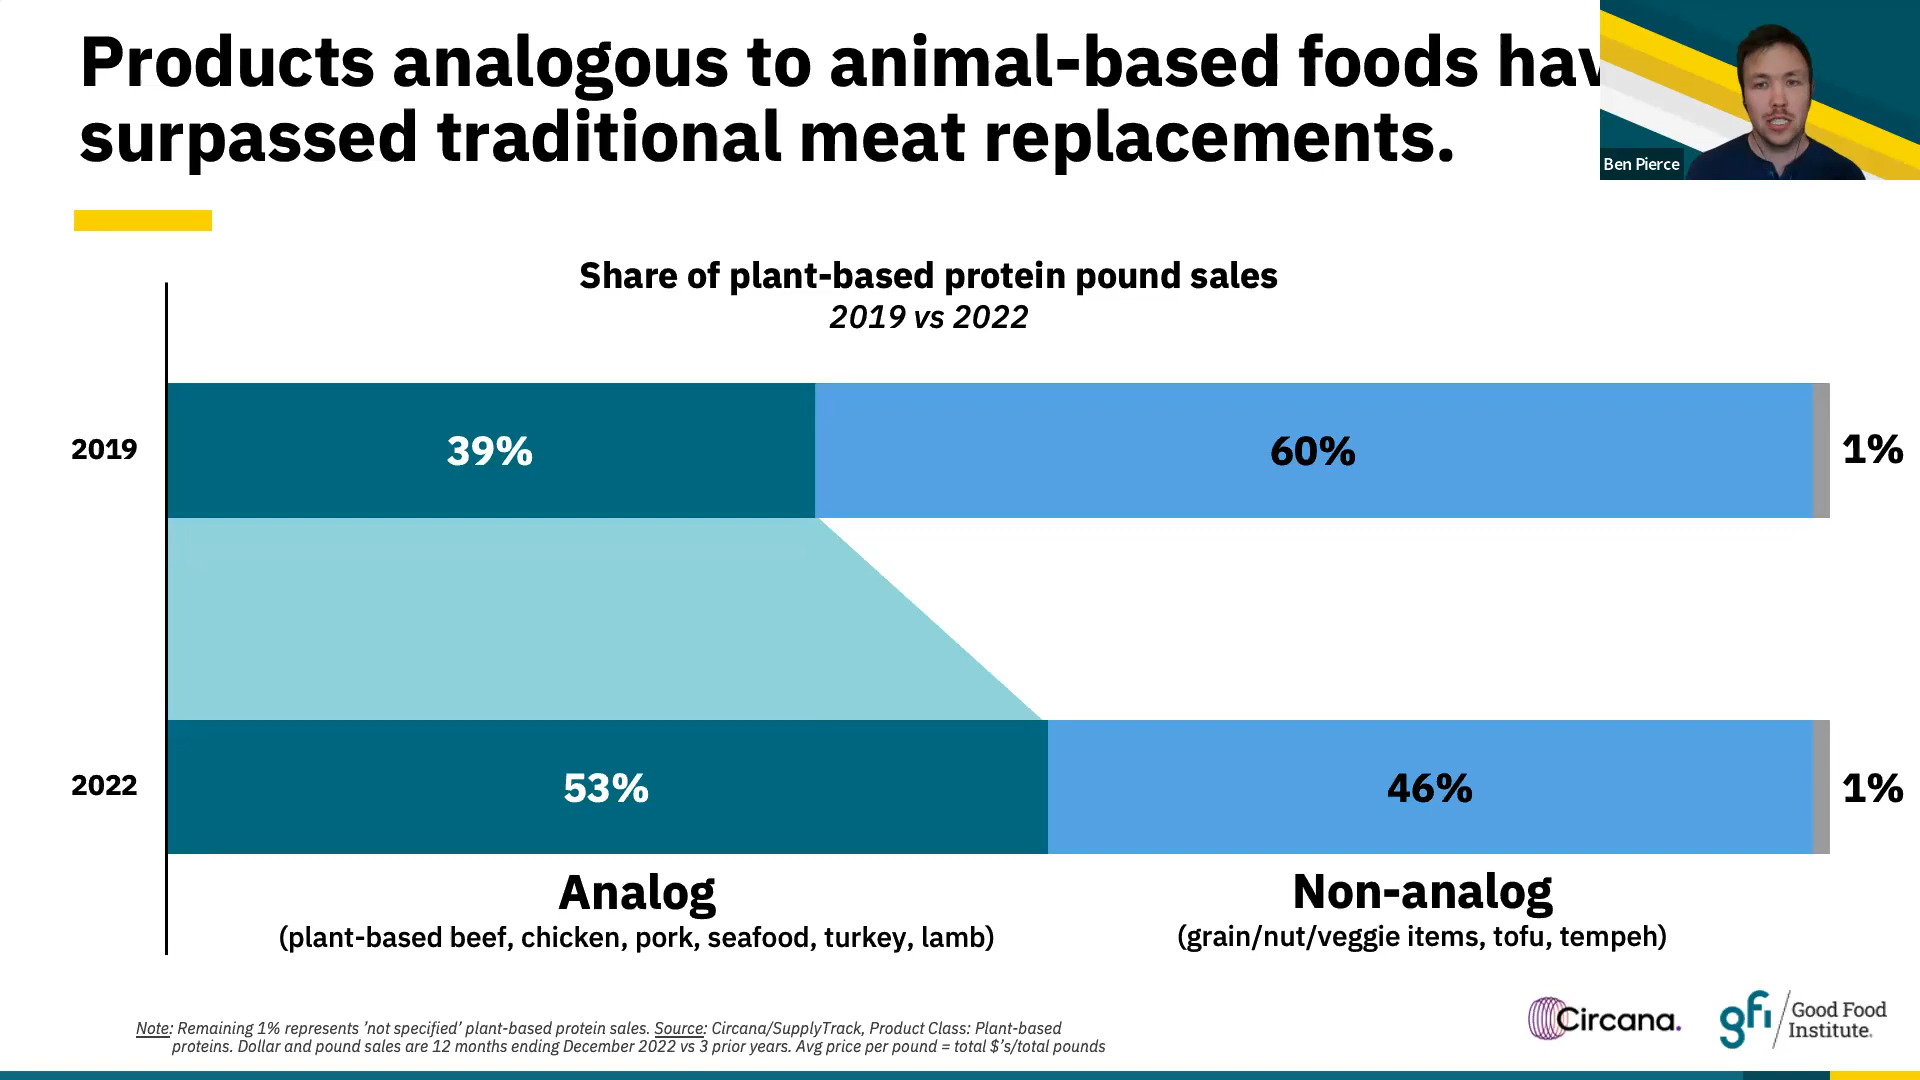 Products analogous to animal-based foods hav
surpassed traditional meat replacements.
Ben Pierce
Share of plant-based protein pound sales
2019 vs 2022
2019
39%
60%
1%
2022
53%
46%
1%
Analog
(plant-based beef, chicken, pork, seafood, turkey, lamb)
Non-analog
(grain/nut/veggie items, tofu, tempeh)
Note: Remaining 1% represents 'not specified' plant-based protein sales. Source: Circana/SupplyTrack, Product Class: Plant-based
proteins. Dollar and pound sales are 12 months ending December 2022 vs 3 prior years. Avg price per pound = total $'s/total pounds
Circana.
gfi
Good Food
Institute.